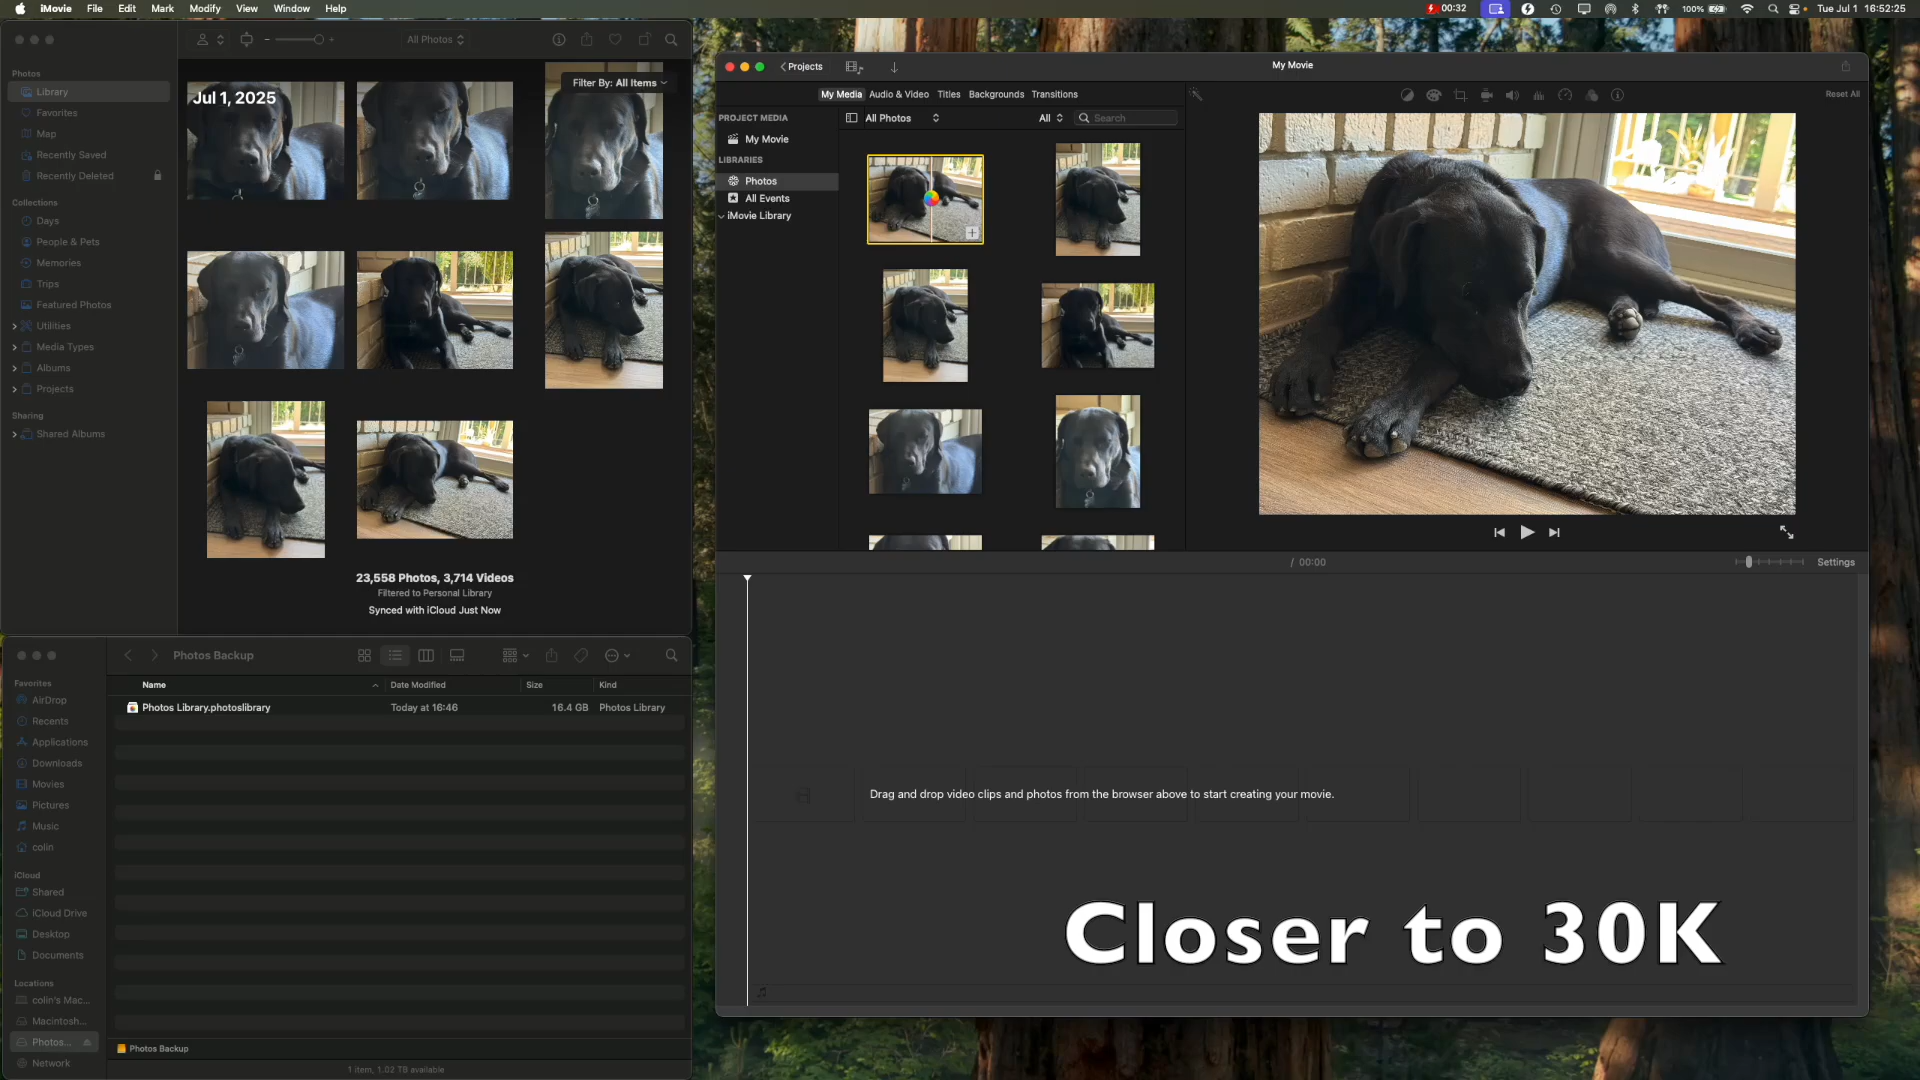 iMovie File Edit Mark Modify View Window Help
00:32 100% Tue Jul 1 16:52:25
All Photos
Photos
Library
Favorites
Map
Recently Saved
Recently Deleted
Collections
Days
People & Pets
Memories
Trips
Featured Photos
Utilities
Media Types
Albums
Projects
Sharing
Shared Albums
Jul 1, 2025
Filter By: All Items
23,558 Photos, 3,714 Videos
Filtered to Personal Library
Synced with iCloud Just Now
Projects
My Movie
My Media Audio & Video Titles Backgrounds Transitions
Reset All
PROJECT MEDIA
My Movie
LIBRARIES
Photos
All Events
iMovie Library
All Photos
All
Search
/ 00:00
Settings
Drag and drop video clips and photos from the browser above to start creating your movie.
Closer to 30K
Photos Backup
Favorites
AirDrop
Recents
Applications
Downloads
Movies
Pictures
Music
colin
iCloud
Shared
iCloud Drive
Desktop
Documents
Locations
colin's Mac...
Macintosh...
Photos...
Network
Name Date Modified Size Kind
Photos Library.photoslibrary Today at 16:46 16.4 GB Photos Library
Photos Backup
1 item, 1.02 TB available